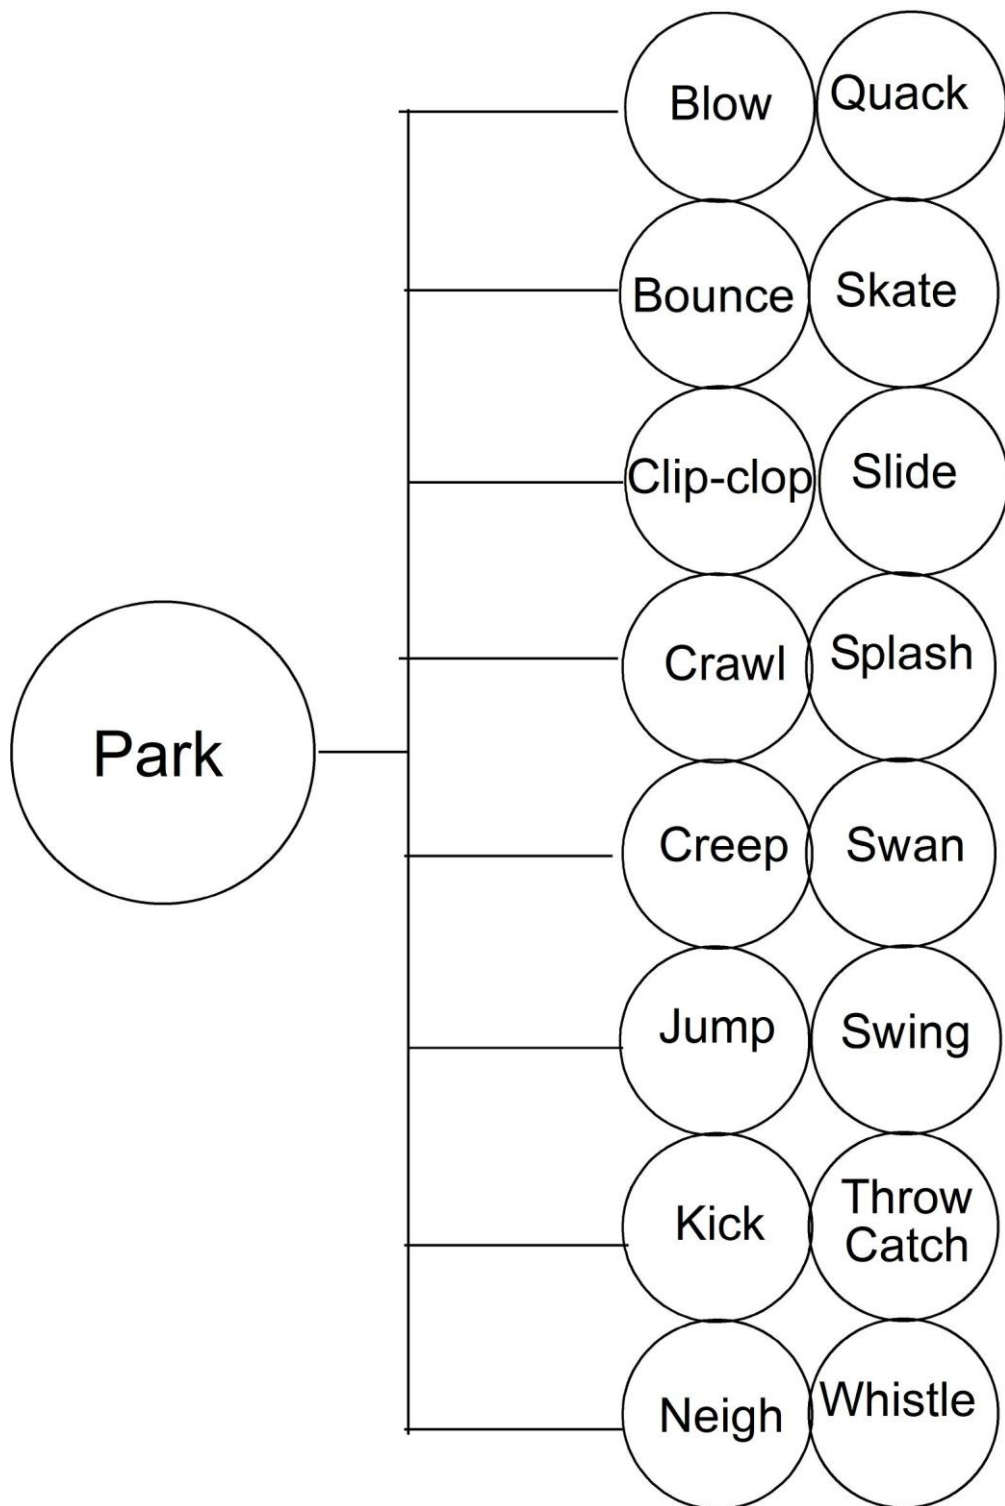 Park
Blow
Quack
Bounce
Skate
Clip-clop
Slide
Crawl
Splash
Creep
Swan
Jump
Swing
Kick
Throw
Catch
Neigh
Whistle